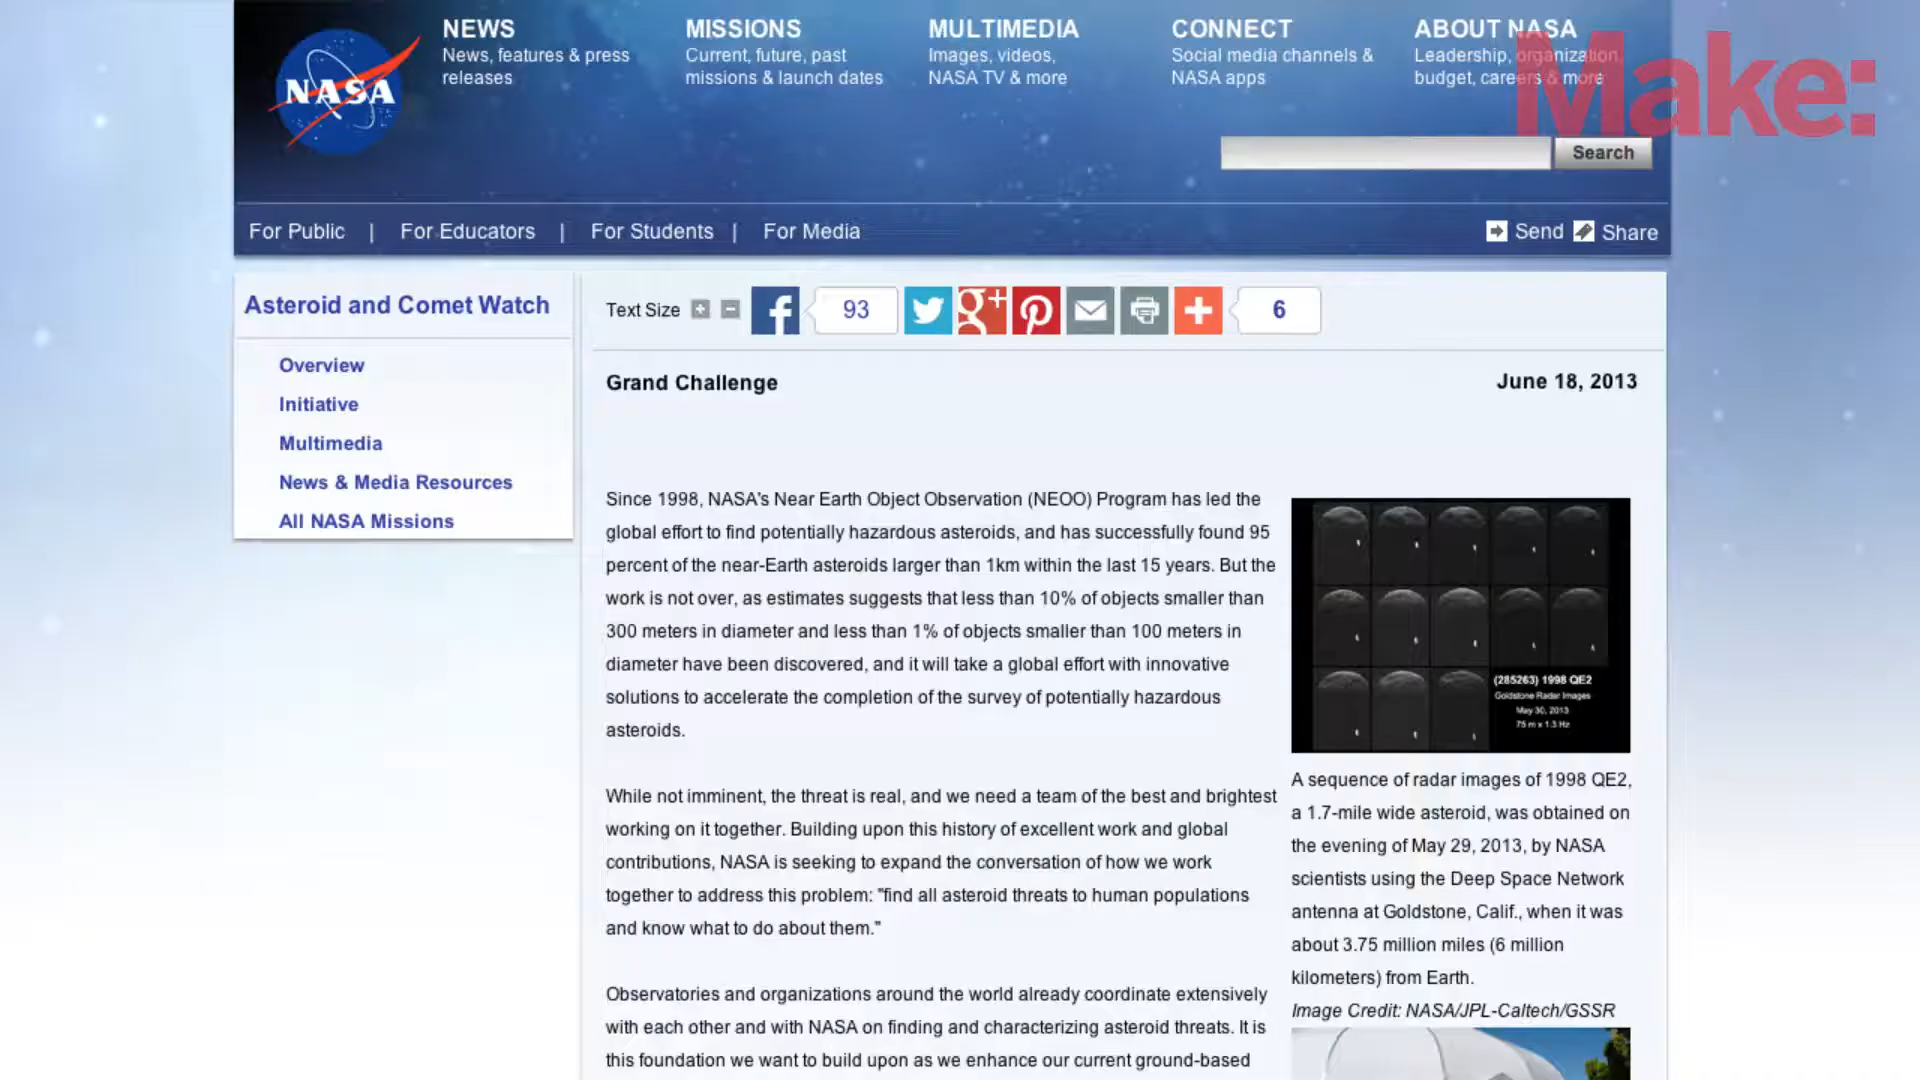 NEWS
News, features & press
releases
MISSIONS
Current, future, past
missions & launch dates
MULTIMEDIA
Images, videos,
NASA TV & more
CONNECT
Social media channels &
NASA apps
ABOUT NASA
Leadership, organization,
budget, careers & more
NASA
Make:
Search
For Public | For Educators | For Students | For Media
Send Share
Asteroid and Comet Watch
Overview
Initiative
Multimedia
News & Media Resources
All NASA Missions
Text Size + - f 93 g+ + 6
Grand Challenge
June 18, 2013
Since 1998, NASA's Near Earth Object Observation (NEOO) Program has led the
global effort to find potentially hazardous asteroids, and has successfully found 95
percent of the near-Earth asteroids larger than 1km within the last 15 years. But the
work is not over, as estimates suggests that less than 10% of objects smaller than
300 meters in diameter and less than 1% of objects smaller than 100 meters in
diameter have been discovered, and it will take a global effort with innovative
solutions to accelerate the completion of the survey of potentially hazardous
asteroids.
While not imminent, the threat is real, and we need a team of the best and brightest
working on it together. Building upon this history of excellent work and global
contributions, NASA is seeking to expand the conversation of how we work
together to address this problem: "find all asteroid threats to human populations
and know what to do about them."
Observatories and organizations around the world already coordinate extensively
with each other and with NASA on finding and characterizing asteroid threats. It is
this foundation we want to build upon as we enhance our current ground-based
(285263) 1998 QE2
Goldstone Radar Images
May 30, 2013
75 m x 1.3 Hz
A sequence of radar images of 1998 QE2,
a 1.7-mile wide asteroid, was obtained on
the evening of May 29, 2013, by NASA
scientists using the Deep Space Network
antenna at Goldstone, Calif., when it was
about 3.75 million miles (6 million
kilometers) from Earth.
Image Credit: NASA/JPL-Caltech/GSSR